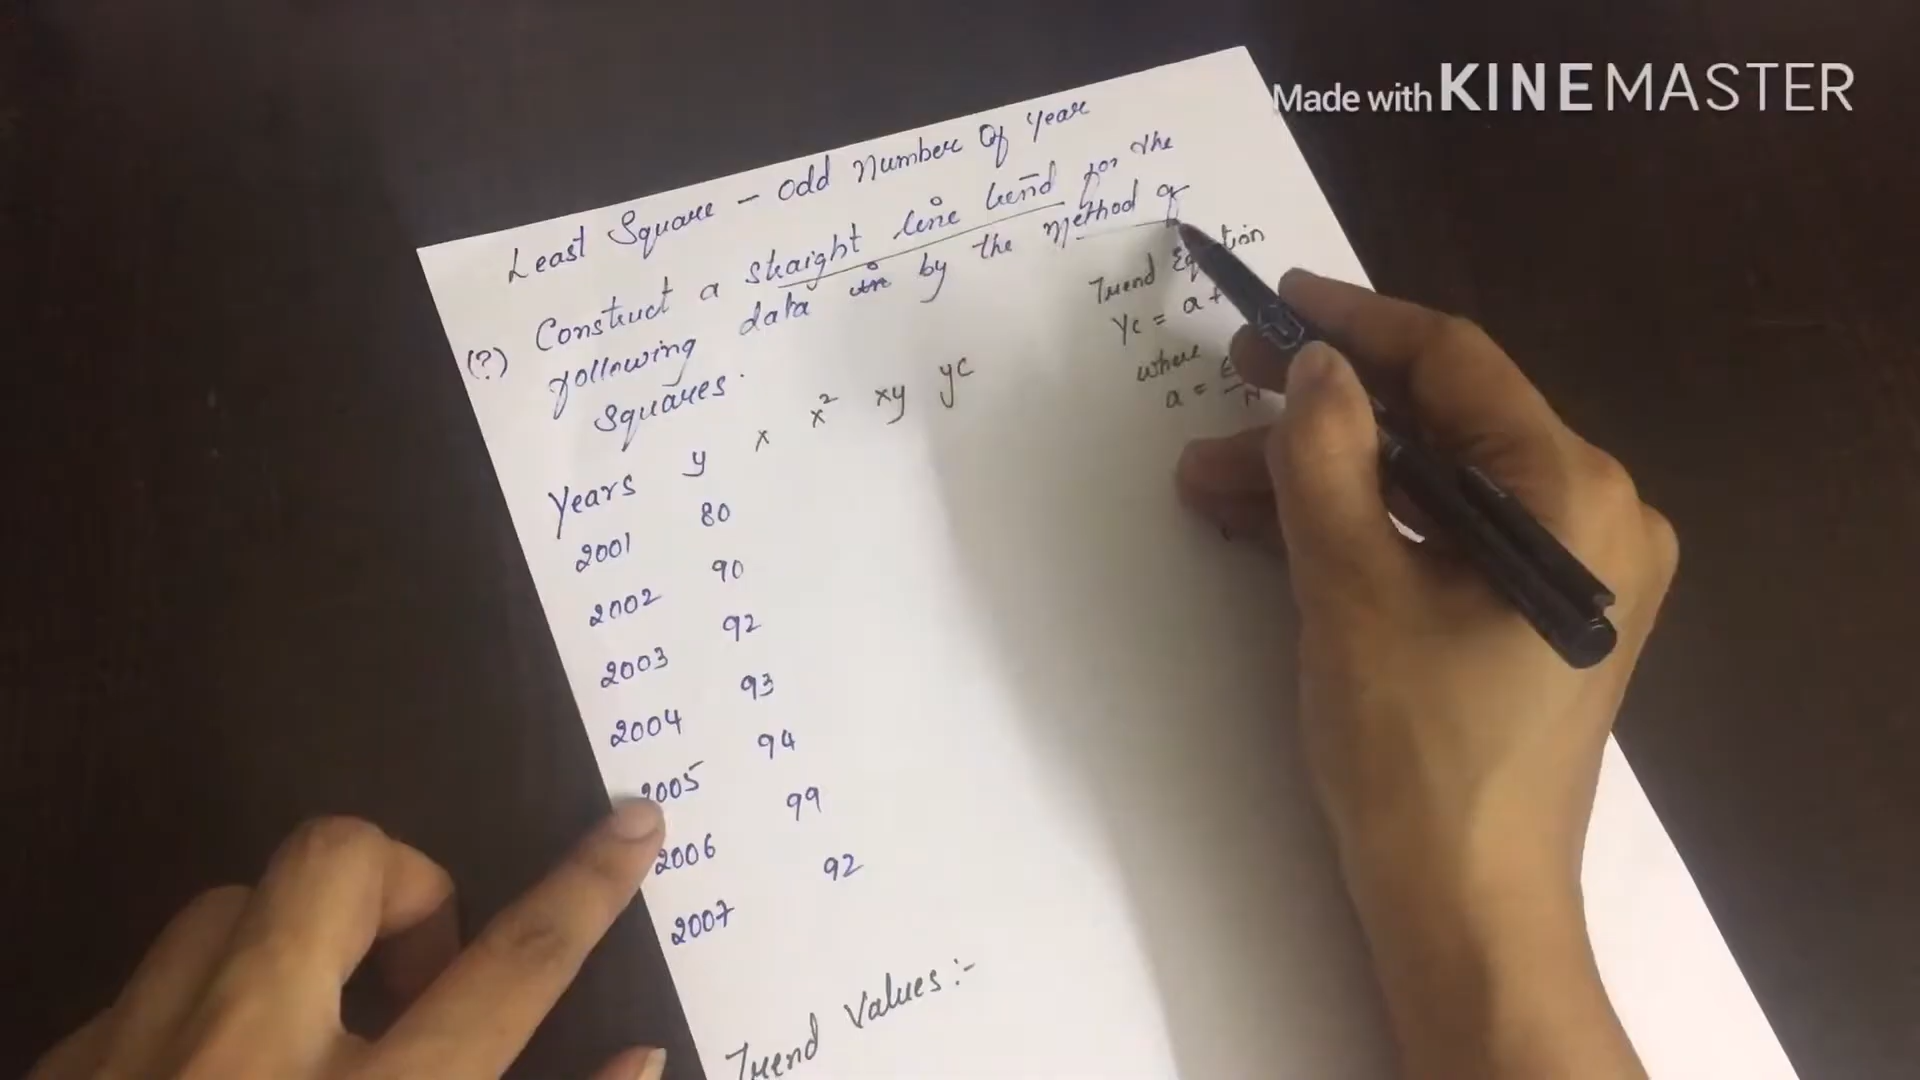 Made with KINEMASTER
Least Square - Odd Number Of Year
(?) Construct a straight line trend for the
following data by the method of
squares.
Trend
Yc = a +
where
a =
Years y x x² xy yc
2001 80
2002 90
2003 92
2004 93
2005 94
2006 99
2007 92
Trend Values:-